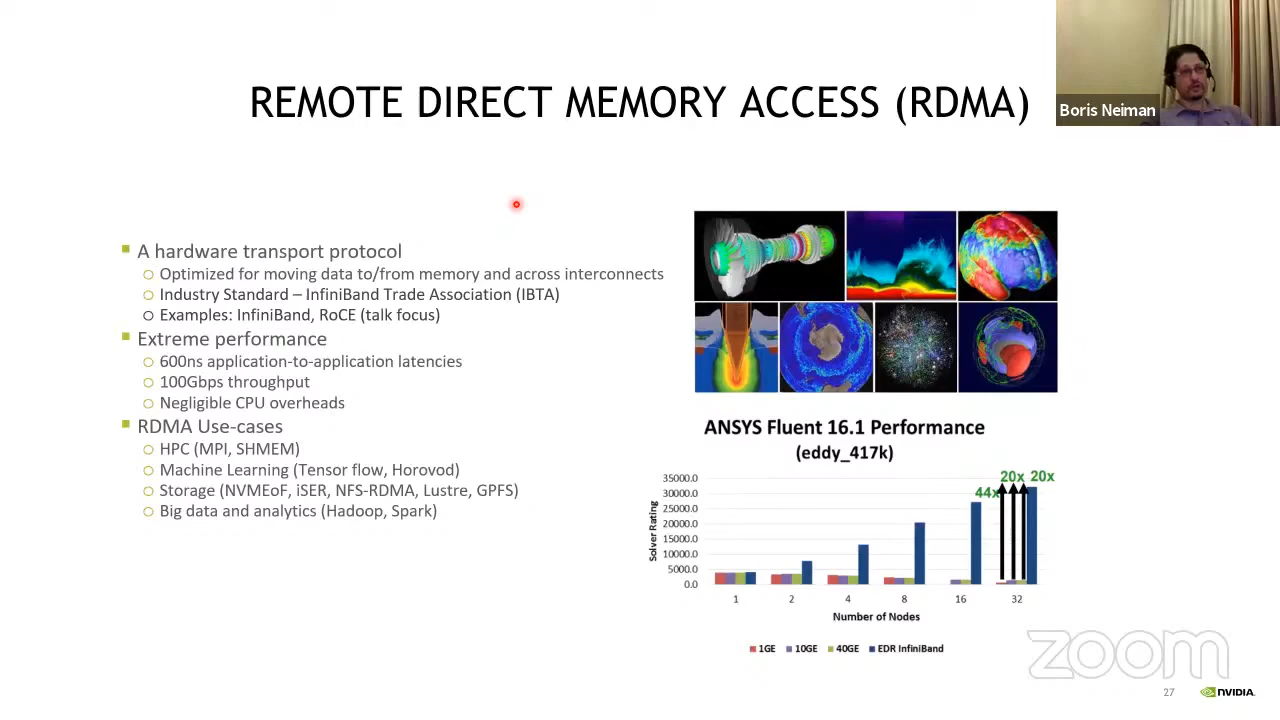 REMOTE DIRECT MEMORY ACCESS (RDMA)
Boris Neiman
A hardware transport protocol
Optimized for moving data to/from memory and across interconnects
Industry Standard – InfiniBand Trade Association (IBTA)
Examples: InfiniBand, RoCE (talk focus)
Extreme performance
600ns application-to-application latencies
100Gbps throughput
Negligible CPU overheads
RDMA Use-cases
HPC (MPI, SHMEM)
Machine Learning (Tensor flow, Horovod)
Storage (NVMEoF, iSER, NFS-RDMA, Lustre, GPFS)
Big data and analytics (Hadoop, Spark)
ANSYS Fluent 16.1 Performance
(eddy_417k)
Solver Rating
35000.0
30000.0
25000.0
20000.0
15000.0
10000.0
5000.0
0.0
44x 20x 20x
1 2 4 8 16 32
Number of Nodes
1GE 10GE 40GE EDR InfiniBand
zoom
27 NVIDIA.